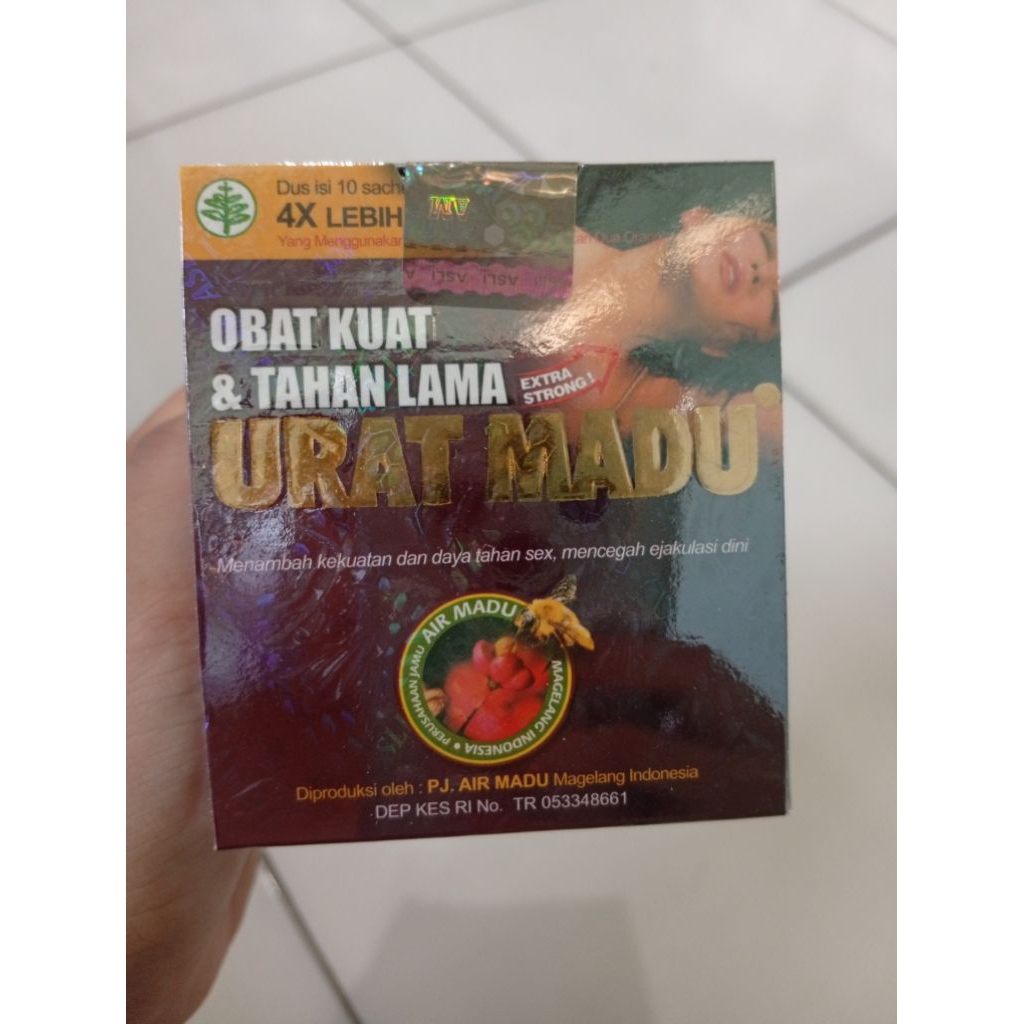 Dus isi 10
4X LEBIH
Yang Menggunakan
AM
ASLI ASLI
OBAT KUAT
& TAHAN LAMA
EXTRA
STRONG!
URAT MADU
Menambah kekuatan dan daya tahan sex, mencegah ejakulasi dini
PERUSAHAAN JAMU AIR MADU
MAGELANG INDONESIA
Diproduksi oleh : PJ. AIR MADU Magelang Indonesia
DEP KES RI No. TR 053348661